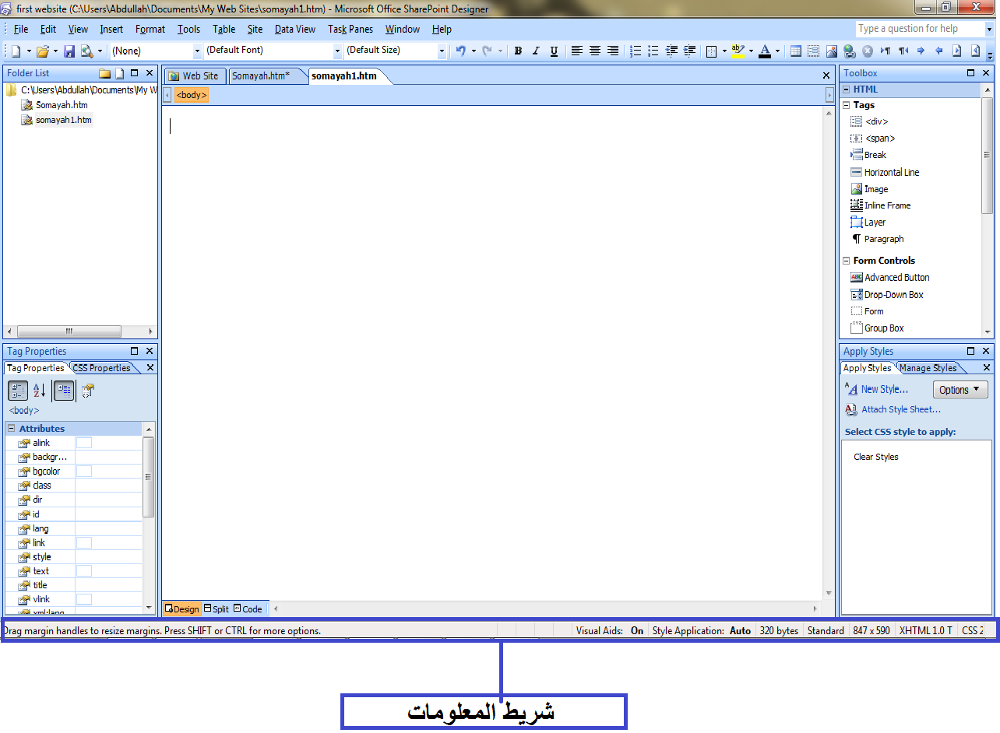 first website (C:\Users\Abdullah\Documents\My Web Sites\somayah1.htm) - Microsoft Office SharePoint Designer
File Edit View Insert Format Tools Table Site Data View Task Panes Window Help
Type a question for help
(None) (Default Font) (Default Size) B I U
Folder List
C:\Users\Abdullah\Documents\My W
Somayah.htm
somayah1.htm
Web Site Somayah.htm* somayah1.htm
<body>
Toolbox
HTML
Tags
<div>
<span>
Break
Horizontal Line
Image
Inline Frame
Layer
Paragraph
Form Controls
Advanced Button
Drop-Down Box
Form
Group Box
Tag Properties
Tag Properties CSS Properties
<body>
Attributes
alink
backgr...
bgcolor
class
dir
id
lang
link
style
text
title
vlink
xml:lang
Apply Styles
Apply Styles Manage Styles
New Style...
Options
Attach Style Sheet...
Select CSS style to apply:
Clear Styles
Design Split Code
Drag margin handles to resize margins. Press SHIFT or CTRL for more options. Visual Aids: On Style Application: Auto 320 bytes Standard 847 x 590 XHTML 1.0 T CSS 2
شريط المعلومات